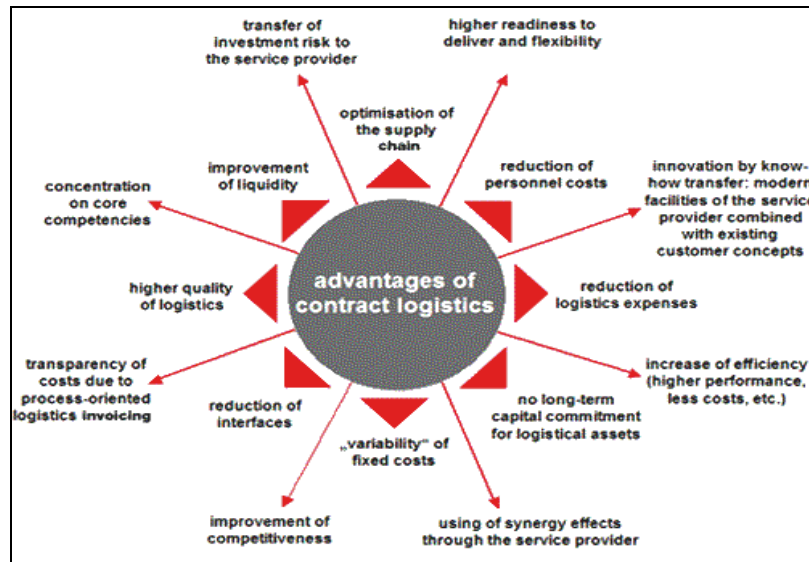 transfer of
investment risk to
the service provider
higher readiness to
deliver and flexibility
optimisation of
the supply
chain
improvement
of liquidity
reduction of
personnel costs
concentration
on core
competencies
innovation by know-
how transfer: modern
facilities of the service
provider combined
with existing
customer concepts
advantages of
contract logistics
higher quality
of logistics
reduction of
logistics expenses
transparency of
costs due to
process-oriented
logistics invoicing
increase of efficiency
(higher performance,
less costs, etc.)
reduction of
interfaces
no long-term
capital commitment
for logistical assets
„variability“ of
fixed costs
improvement of
competitiveness
using of synergy effects
through the service provider